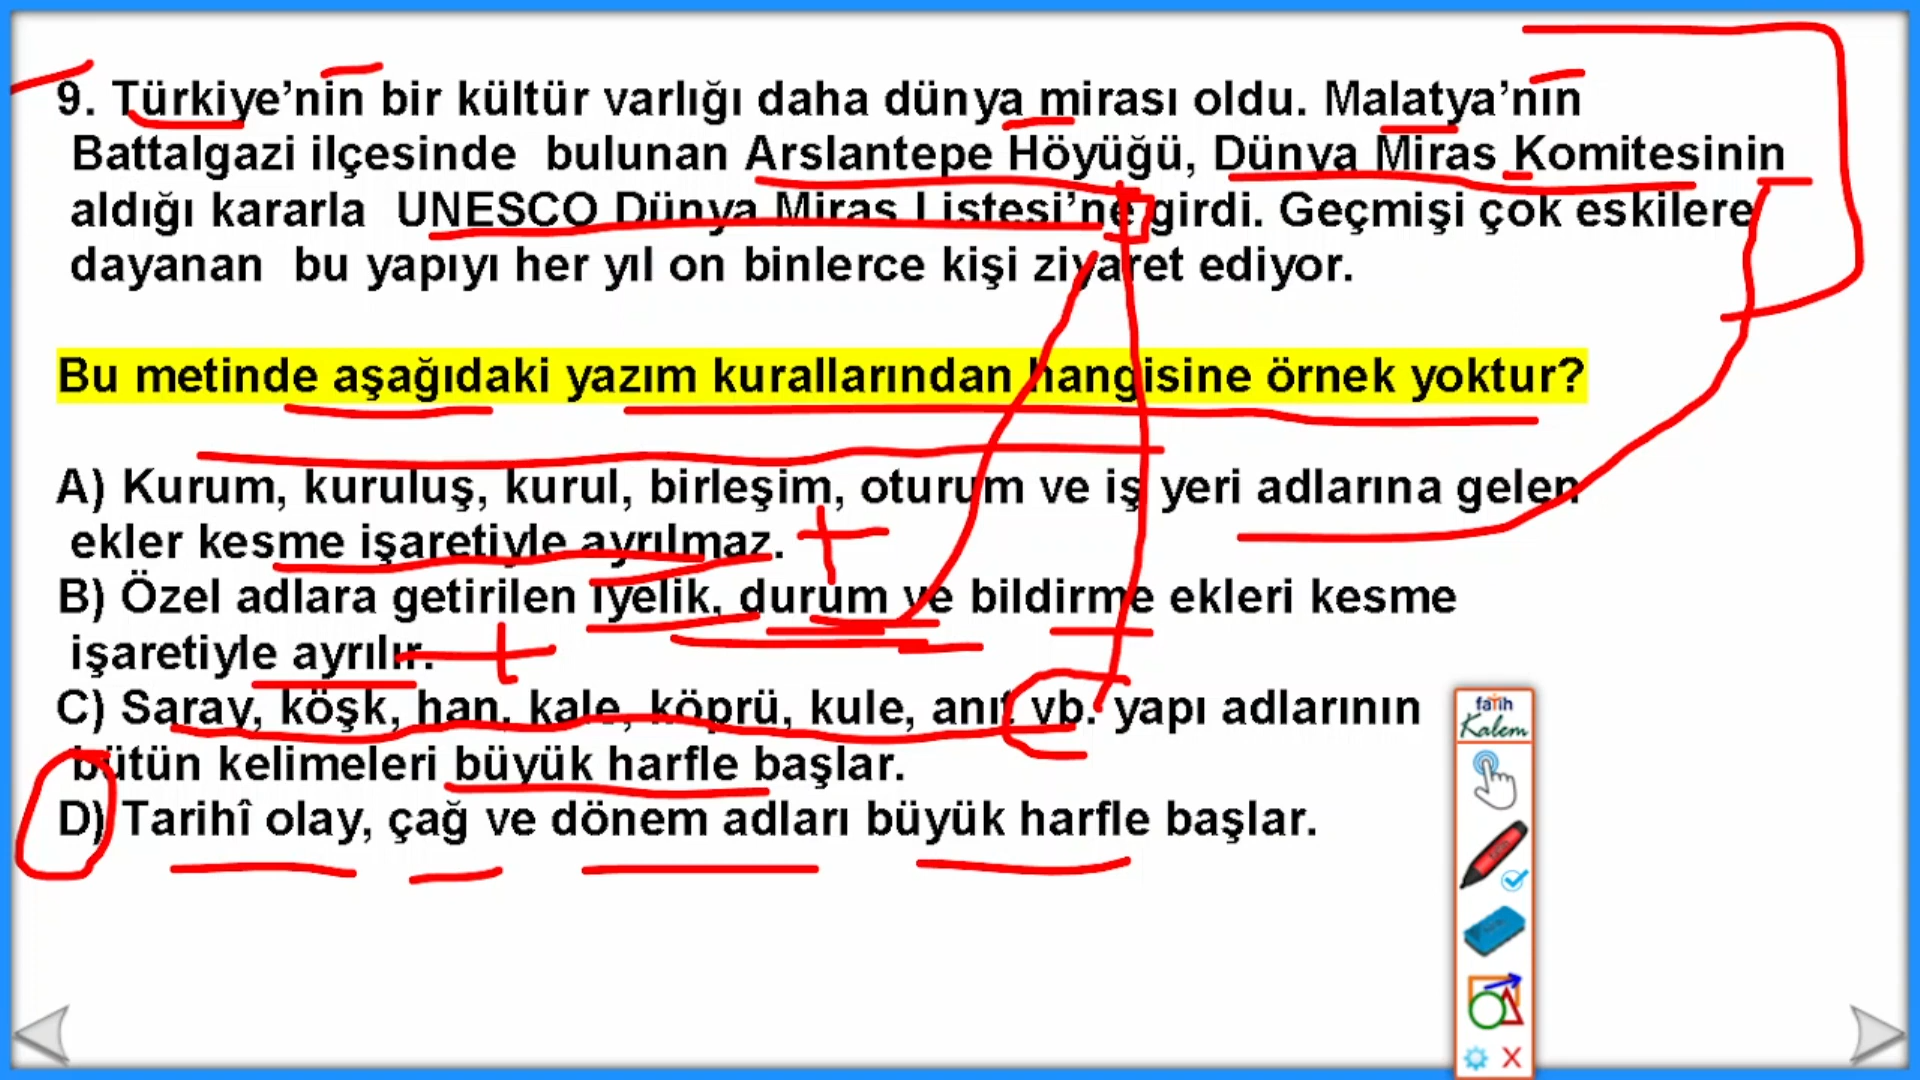 9. Türkiye’nin bir kültür varlığı daha dünya mirası oldu. Malatya’nın
Battalgazi ilçesinde bulunan Arslantepe Höyüğü, Dünya Miras Komitesinin
aldığı kararla UNESCO Dünya Miras Listesi’ne girdi. Geçmişi çok eskilere
dayanan bu yapıyı her yıl on binlerce kişi ziyaret ediyor.
Bu metinde aşağıdaki yazım kurallarından hangisine örnek yoktur?
A) Kurum, kuruluş, kurul, birleşim, oturum ve iş yeri adlarına gelen
ekler kesme işaretiyle ayrılmaz.
B) Özel adlara getirilen iyelik, durum ve bildirme ekleri kesme
işaretiyle ayrılır.
C) Saray, köşk, han, kale, köprü, kule, anıt vb. yapı adlarının
bütün kelimeleri büyük harfle başlar.
D) Tarihî olay, çağ ve dönem adları büyük harfle başlar.
fatih
Kalem